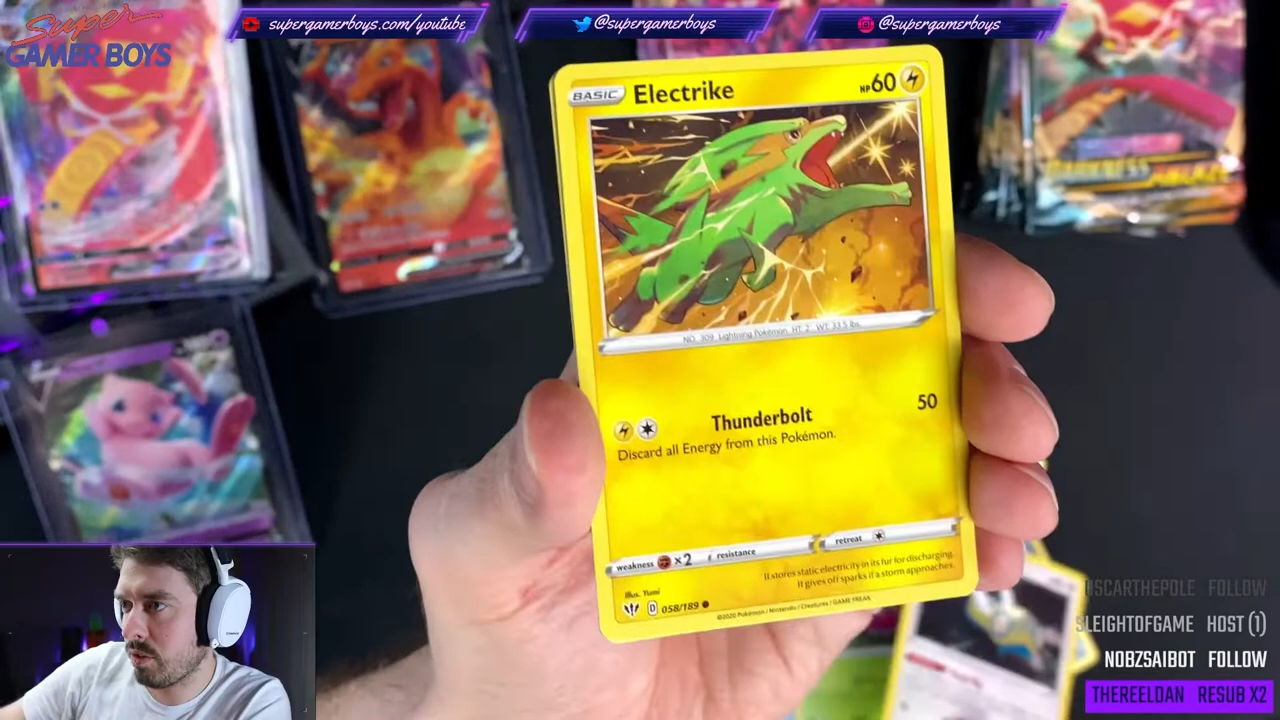 Super
GAMER BOYS
supergamerboys.com/youtube
@supergamerboys
@supergamerboys
BASIC Electrike HP60
NO. 309 Lightning Pokémon HT: 2' WT: 33.5 lbs.
Thunderbolt 50
Discard all Energy from this Pokémon.
weakness ×2 resistance retreat
It stores static electricity in its fur for discharging.
It gives off sparks if a storm approaches.
Illus. Yumi
D 058/189
©2020 Pokémon / Nintendo / Creatures / GAME FREAK
DARKNESS ABLAZE
DISCARTHEPOLE FOLLOW
SLEIGHTOFGAME HOST (1)
NOBZSAIBOT FOLLOW
THEREELDAN RESUB X2